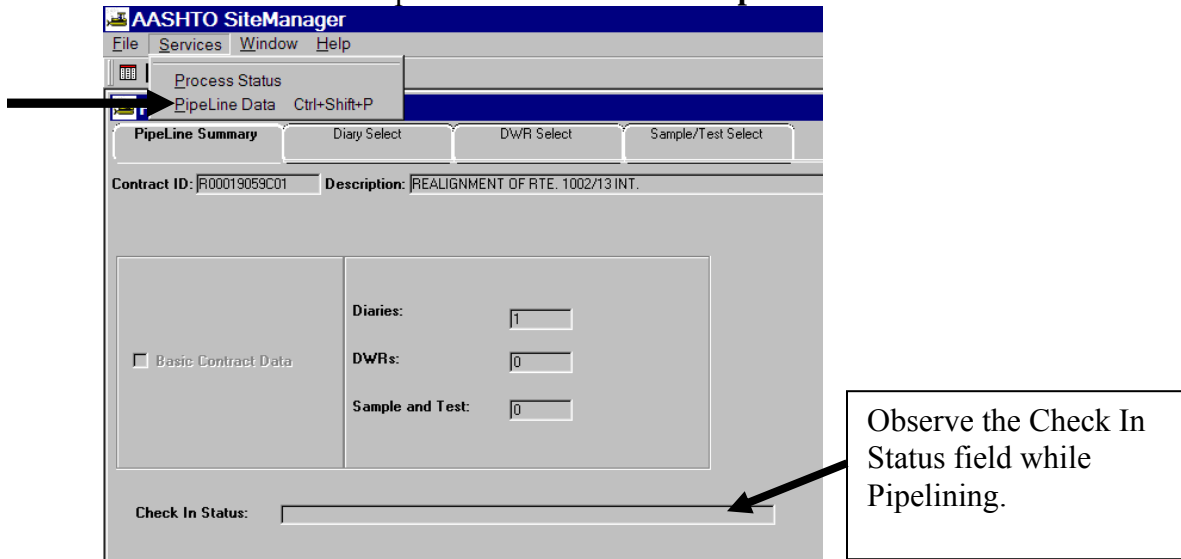 AASHTO SiteManager
File Services Window Help
Process Status
PipeLine Data Ctrl+Shift+P
PipeLine Summary Diary Select DWR Select Sample/Test Select
Contract ID: R00019059C01 Description: REALIGNMENT OF RTE. 1002/13 INT.
Diaries: 1
Basic Contract Data DWRs: 0
Sample and Test: 0
Observe the Check In
Status field while
Pipelining.
Check In Status: